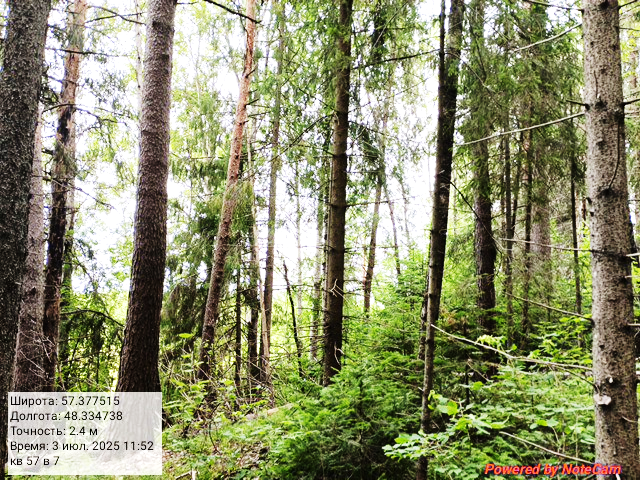 Широта: 57.377515
Долгота: 48.334738
Точность: 2.4 м
Время: 3 июл. 2025 11:52
кв 57 в 7
Powered by NoteCam